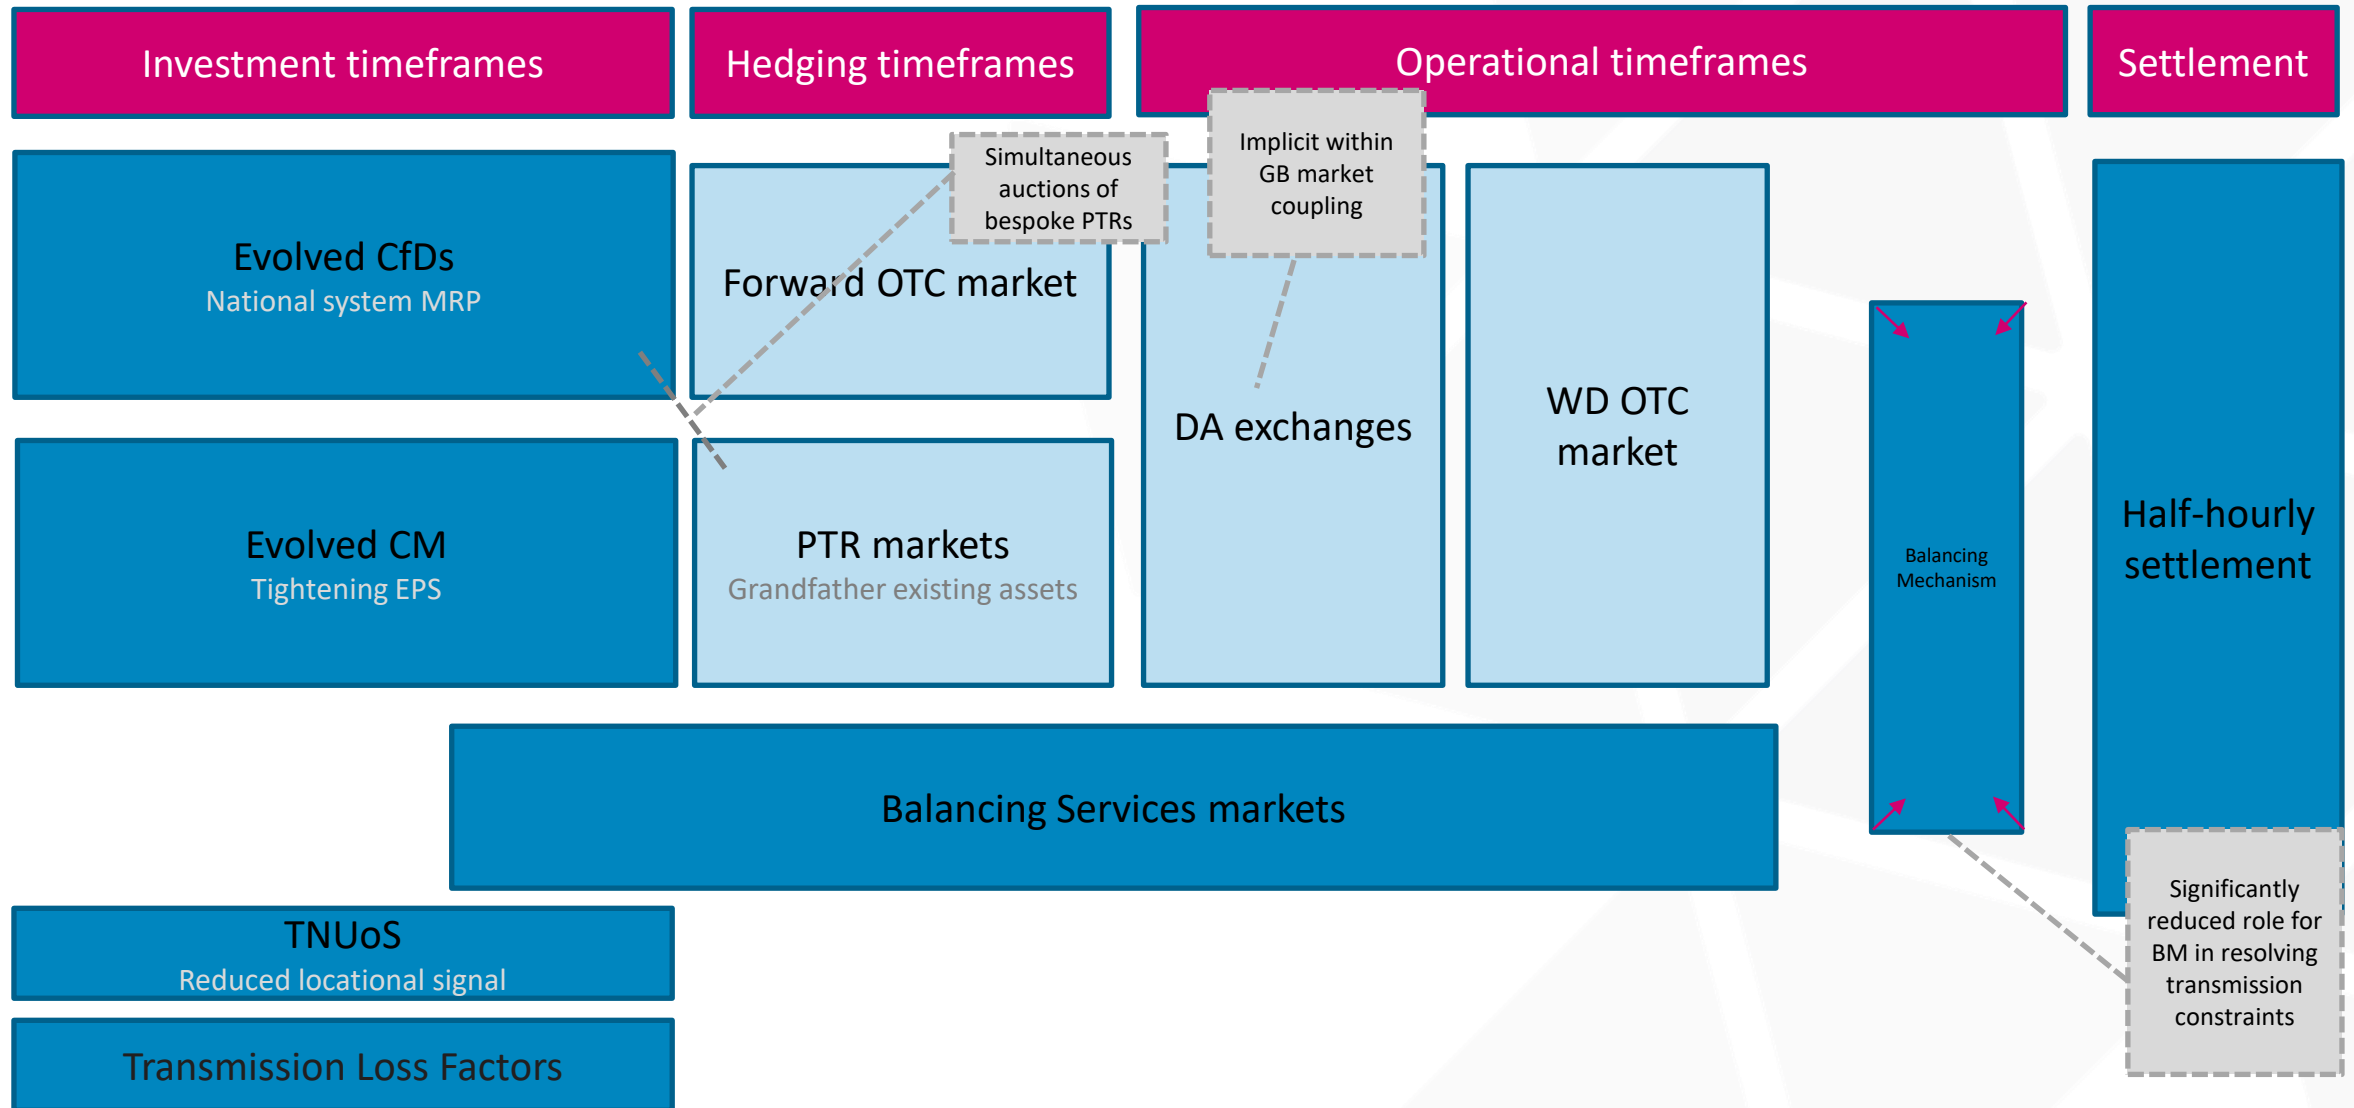 Investment timeframes
Hedging timeframes
Operational timeframes
Settlement
Simultaneous
auctions of
bespoke PTRs
Implicit within
GB market
coupling
Evolved CfDs
National system MRP
Forward OTC market
DA exchanges
WD OTC
market
Evolved CM
Tightening EPS
PTR markets
Grandfather existing assets
Balancing
Mechanism
Half-hourly
settlement
Balancing Services markets
Significantly
reduced role for
BM in resolving
transmission
constraints
TNUoS
Reduced locational signal
Transmission Loss Factors